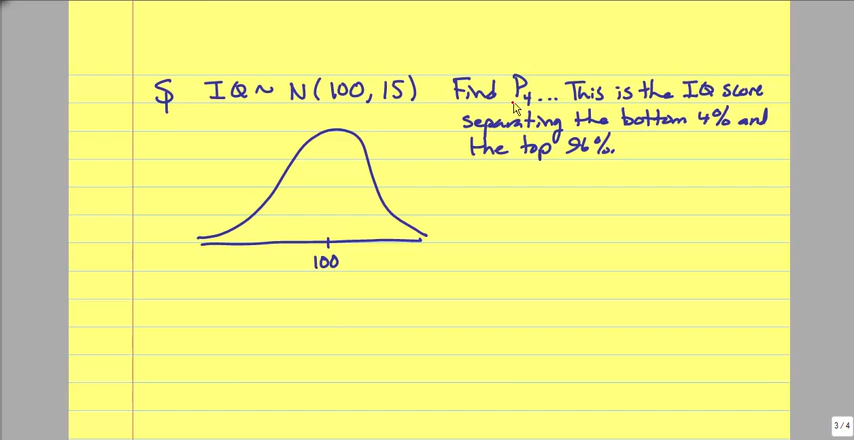 $ IQ ~ N(100, 15) Find P₄... This is the IQ score
separating the bottom 4% and
the top 96%.
100
3 / 4